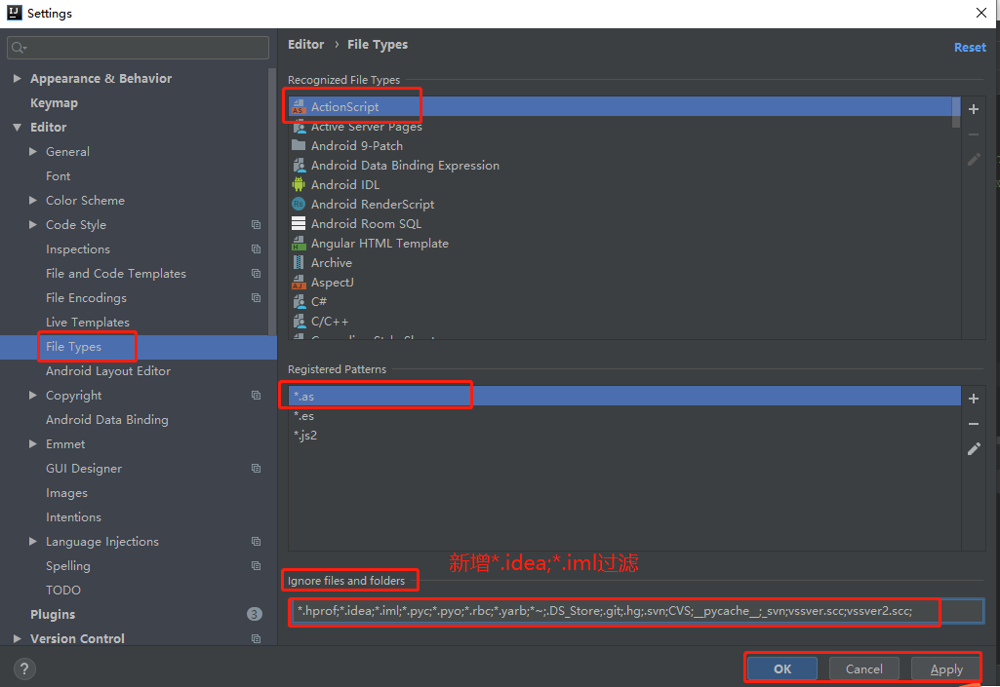 Settings
Editor › File Types
Reset
Appearance & Behavior
Keymap
Editor
General
Font
Color Scheme
Code Style
Inspections
File and Code Templates
File Encodings
Live Templates
File Types
Android Layout Editor
Copyright
Android Data Binding
Emmet
GUI Designer
Images
Intentions
Language Injections
Spelling
TODO
Plugins 3
Version Control
Recognized File Types
ActionScript
Active Server Pages
Android 9-Patch
Android Data Binding Expression
Android IDL
Android RenderScript
Android Room SQL
Angular HTML Template
Archive
AspectJ
C#
C/C++
Registered Patterns
*.as
*.es
*.js2
新增*.idea;*.iml过滤
Ignore files and folders
*.hprof;*.idea;*.iml;*.pyc;*.pyo;*.rbc;*.yarb;*~;.DS_Store;.git;.hg;.svn;CVS;__pycache__;_svn;vssver.scc;vssver2.scc;
?
OK
Cancel
Apply